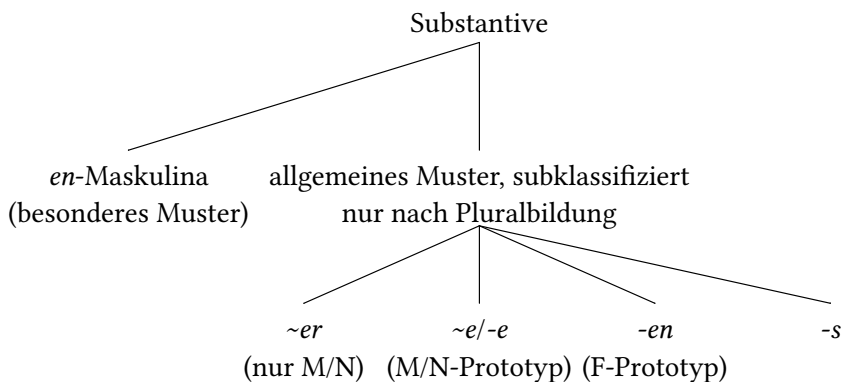 Substantive
en-Maskulina allgemeines Muster, subklassifiziert
(besonderes Muster) nur nach Pluralbildung
~er ~e/-e -en -s
(nur M/N) (M/N-Prototyp) (F-Prototyp)